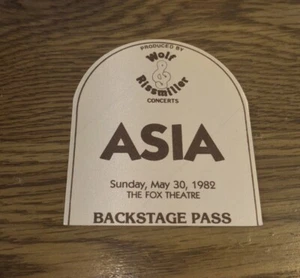 PRODUCED BY
Wolf
&
Rissmiller
CONCERTS
ASIA
Sunday, May 30, 1982
THE FOX THEATRE
BACKSTAGE PASS